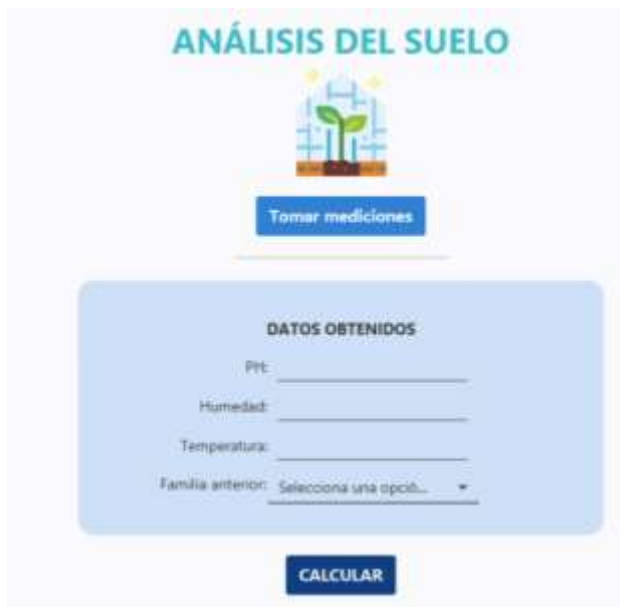 ANÁLISIS DEL SUELO
Tomar mediciones
DATOS OBTENIDOS
PH:
Humedad:
Temperatura:
Familia anterior: Selecciona una opció...
CALCULAR